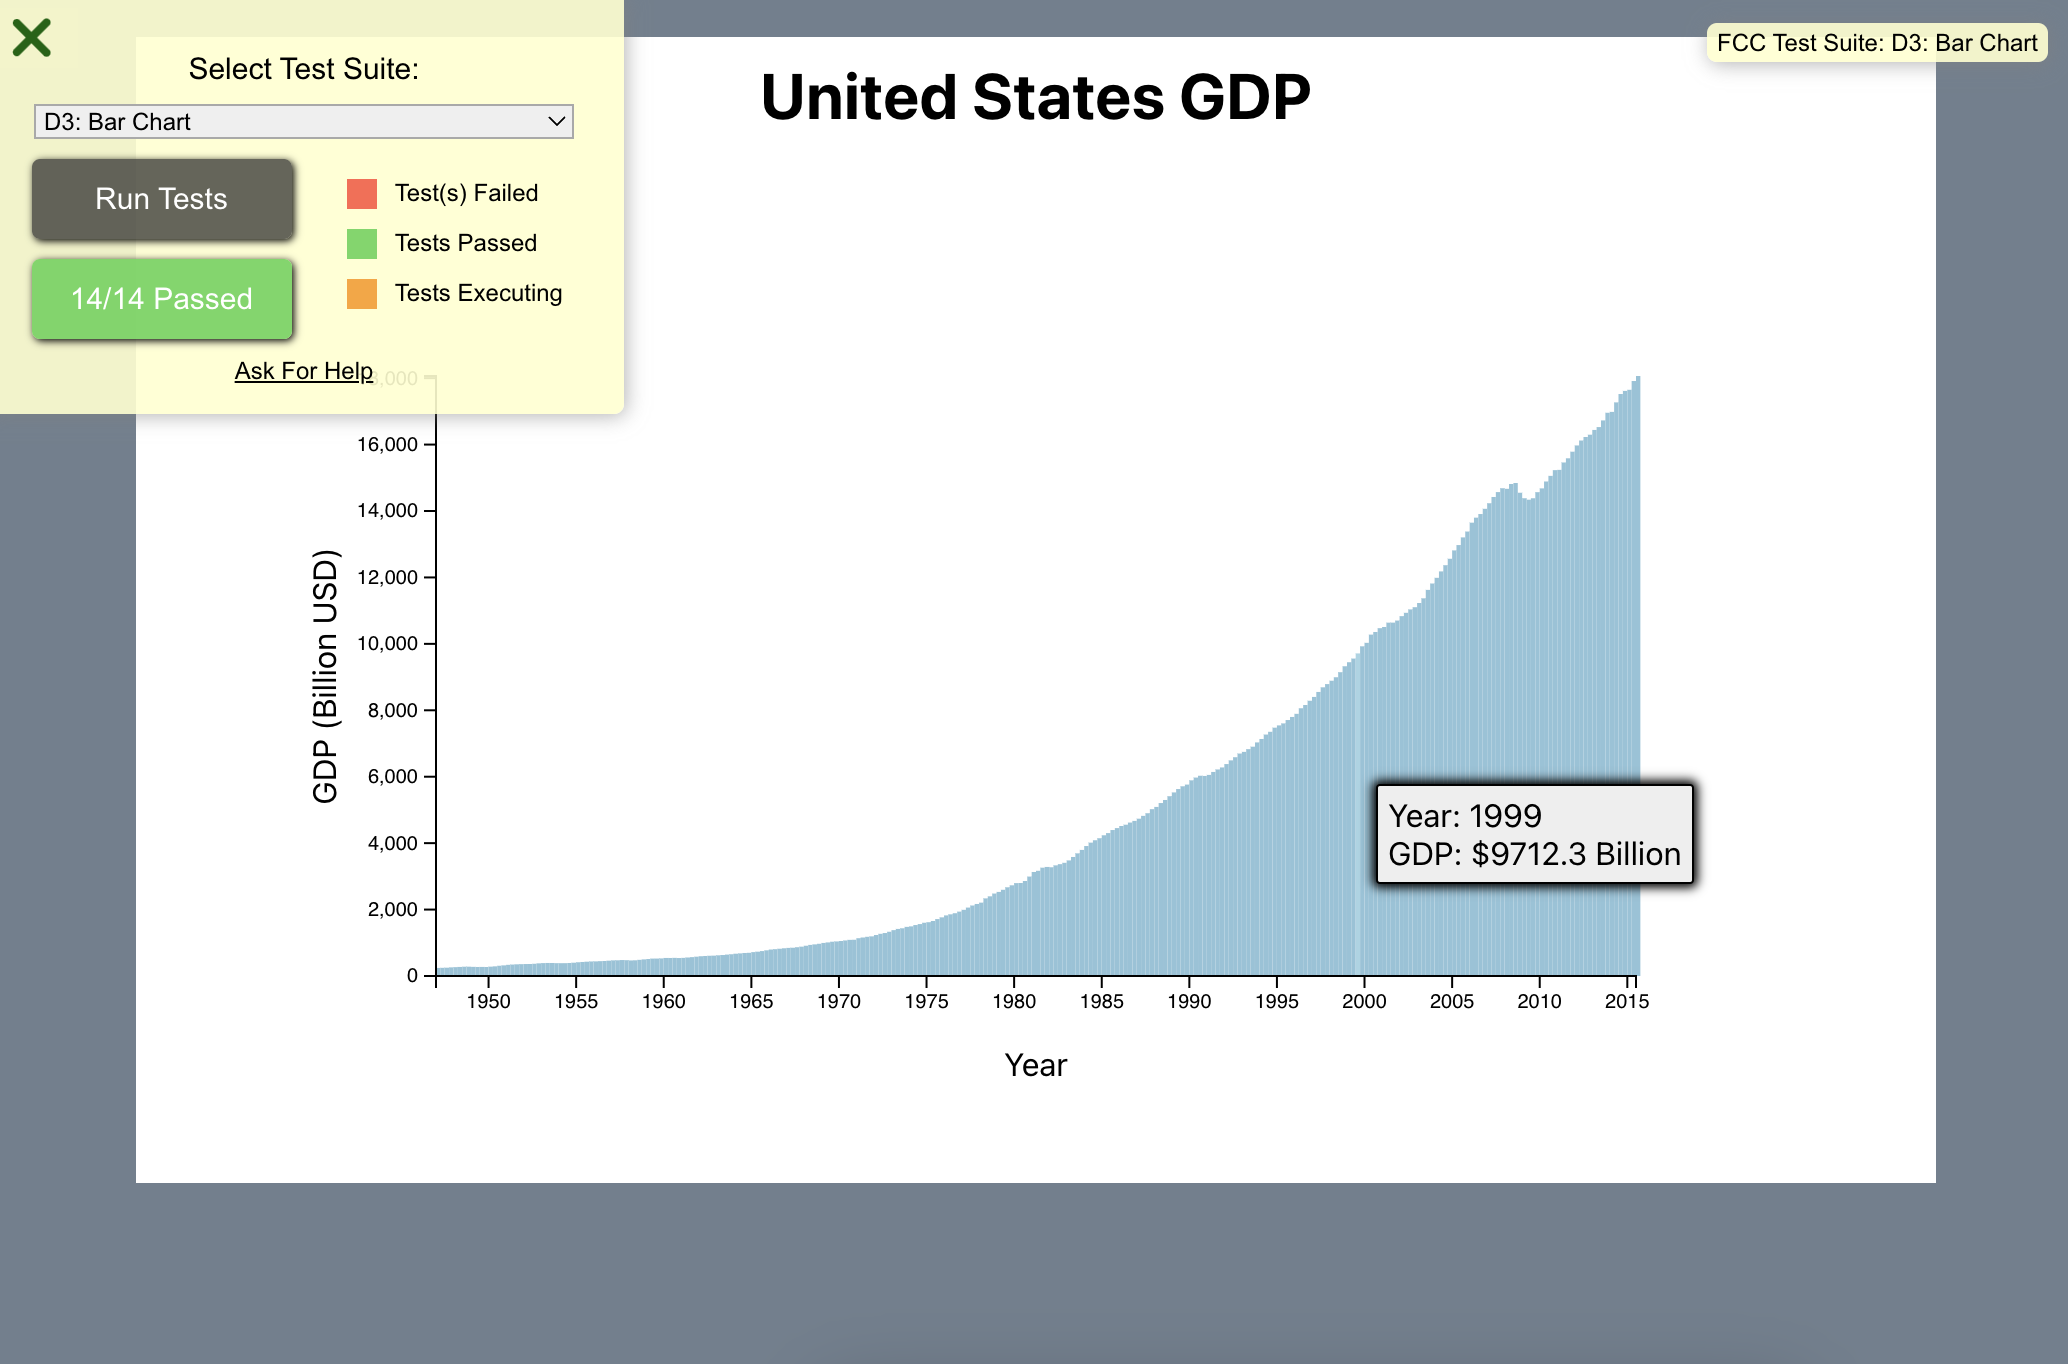 Select Test Suite:
D3: Bar Chart
Run Tests
14/14 Passed
Test(s) Failed
Tests Passed
Tests Executing
Ask For Help
FCC Test Suite: D3: Bar Chart
United States GDP
GDP (Billion USD)
16,000
14,000
12,000
10,000
8,000
6,000
4,000
2,000
0
1950 1955 1960 1965 1970 1975 1980 1985 1990 1995 2000 2005 2010 2015
Year
Year: 1999
GDP: $9712.3 Billion